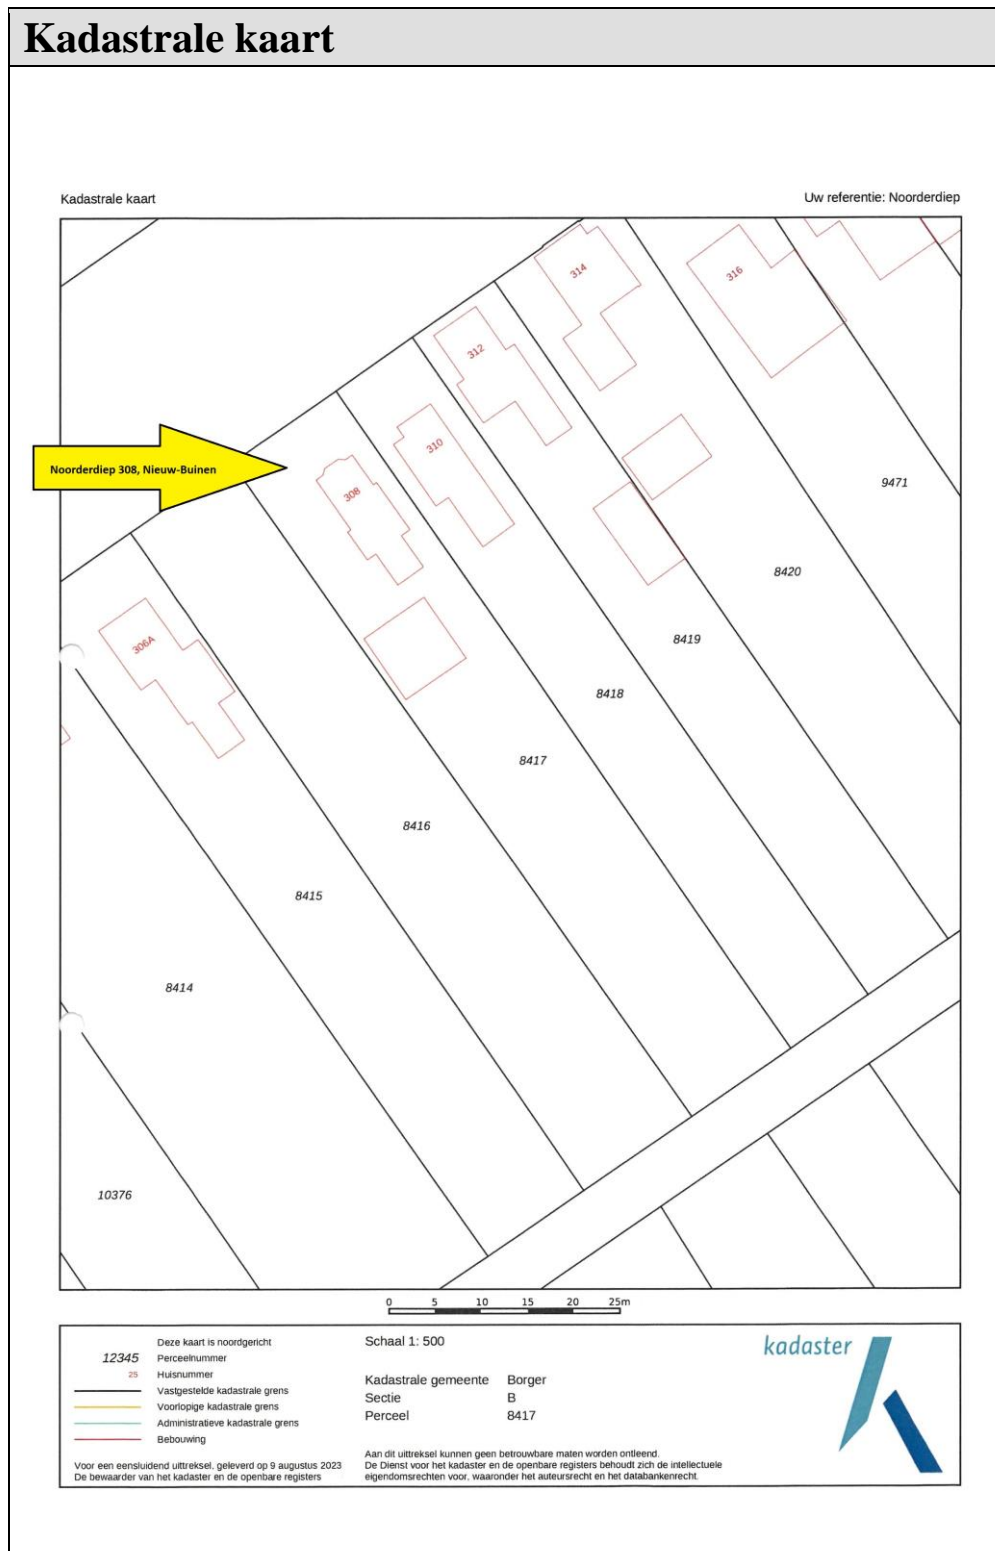 Kadastrale kaart
Kadastrale kaart
Uw referentie: Noorderdiep
314
316
312
310
Noorderdiep 308, Nieuw-Buinen
308
9471
8420
306A
8419
8418
8417
8416
8415
8414
10376
0 5 10 15 20 25m
Deze kaart is noordgericht
12345 Perceelnummer
25 Huisnummer
Vastgestelde kadastrale grens
Voorlopige kadastrale grens
Administratieve kadastrale grens
Bebouwing
Voor een eensluidend uittreksel, geleverd op 9 augustus 2023
De bewaarder van het kadaster en de openbare registers
Schaal 1: 500
Kadastrale gemeente Borger
Sectie B
Perceel 8417
Aan dit uittreksel kunnen geen betrouwbare maten worden ontleend.
De Dienst voor het kadaster en de openbare registers behoudt zich de intellectuele
eigendomsrechten voor, waaronder het auteursrecht en het databankenrecht.
kadaster